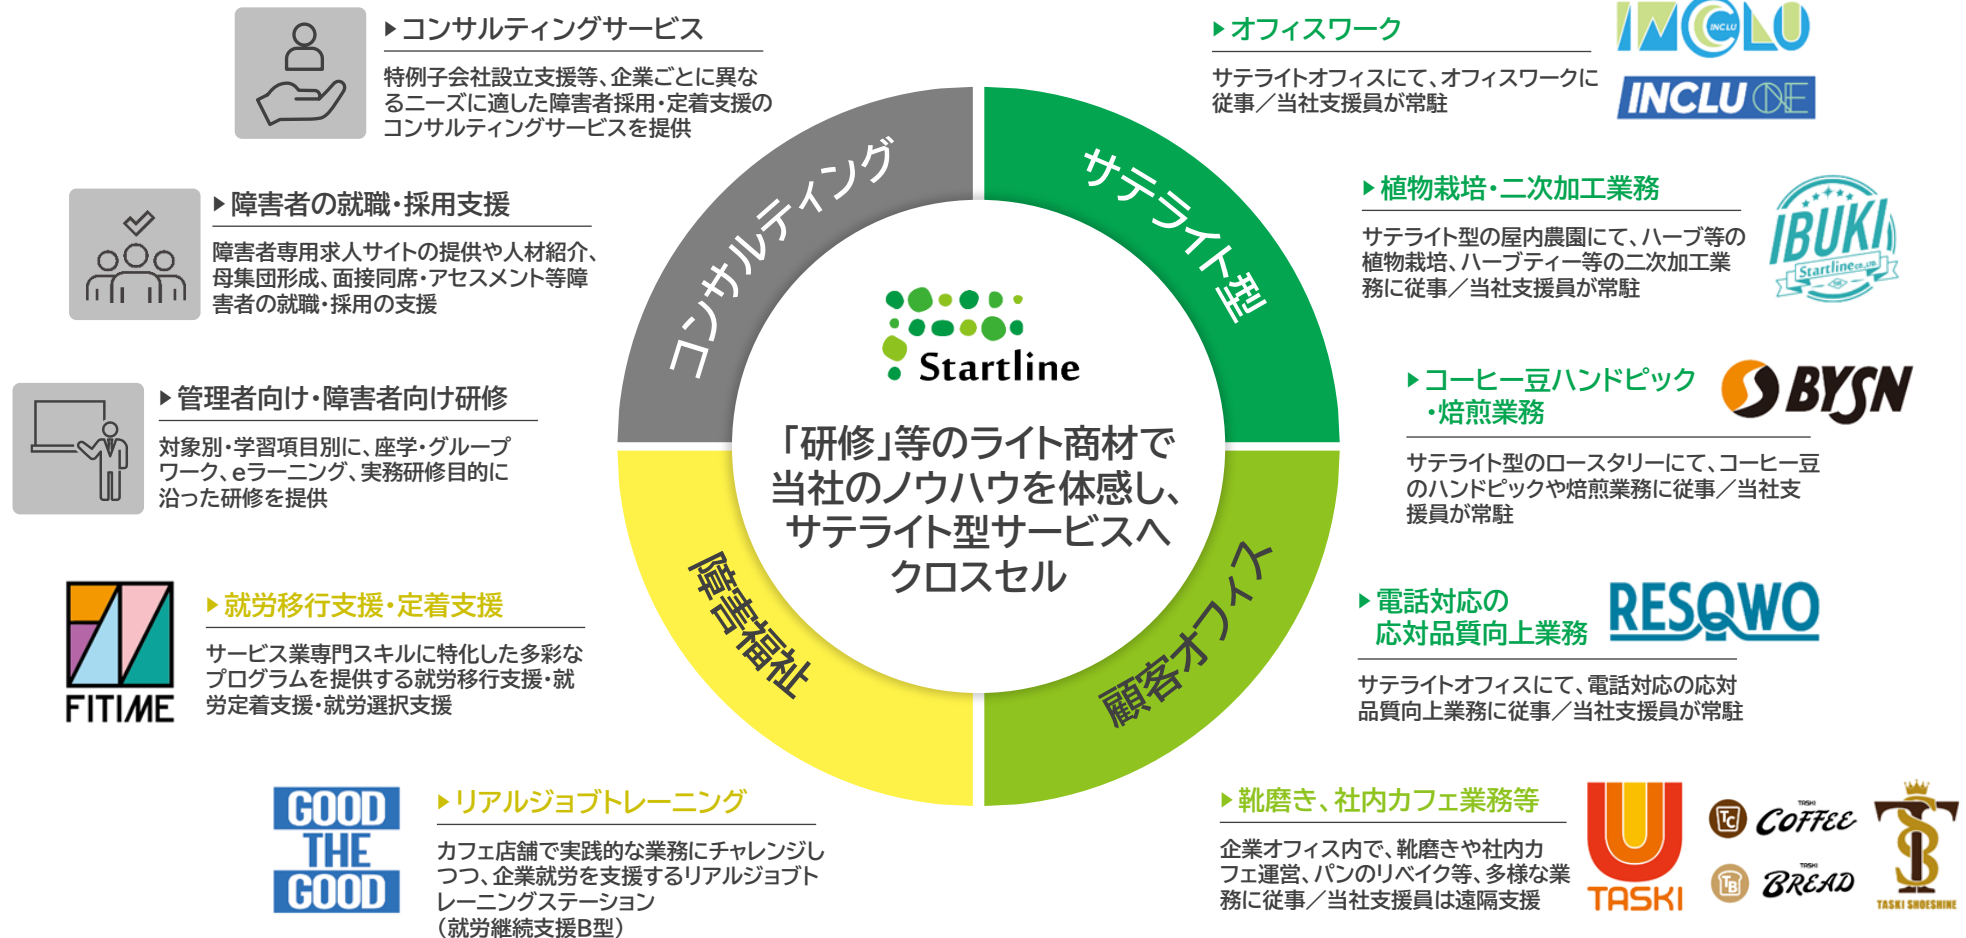 ▶コンサルティングサービス
特例子会社設立支援等、企業ごとに異な
るニーズに適した障害者採用・定着支援の
コンサルティングサービスを提供
▶障害者の就職・採用支援
障害者専用求人サイトの提供や人材紹介、
母集団形成、面接同席・アセスメント等障
害者の就職・採用の支援
▶管理者向け・障害者向け研修
対象別・学習項目別に、座学・グループ
ワーク、eラーニング、実務研修目的に
沿った研修を提供
FITIME
▶就労移行支援・定着支援
サービス業専門スキルに特化した多彩な
プログラムを提供する就労移行支援・就
労定着支援・就労選択支援
GOOD
THE
GOOD
▶リアルジョブトレーニング
カフェ店舗で実践的な業務にチャレンジし
つつ、企業就労を支援するリアルジョブト
レーニングステーション
（就労継続支援B型）
コンサルティング
サテライト型
障害福祉
顧客オフィス
Startline
「研修」等のライト商材で
当社のノウハウを体感し、
サテライト型サービスへ
クロスセル
▶オフィスワーク
サテライトオフィスにて、オフィスワークに
従事／当社支援員が常駐
INCLU
INCLU
INCLU ONE
▶植物栽培・二次加工業務
サテライト型の屋内農園にて、ハーブ等の
植物栽培、ハーブティー等の二次加工業
務に従事／当社支援員が常駐
IBUKI
Startline CO.,LTD.
▶コーヒー豆ハンドピック
・焙煎業務
BYSN
サテライト型のロースタリーにて、コーヒー豆
のハンドピックや焙煎業務に従事／当社支
援員が常駐
▶電話対応の
応対品質向上業務
RESQWO
サテライトオフィスにて、電話対応の応対
品質向上業務に従事／当社支援員が常駐
▶靴磨き、社内カフェ業務等
企業オフィス内で、靴磨きや社内カ
フェ運営、パンのリベイク等、多様な業
務に従事／当社支援員は遠隔支援
TASKI
TC
TASKI
COFFEE
TB
TASKI
BREAD
TS
TASKI SHOESHINE